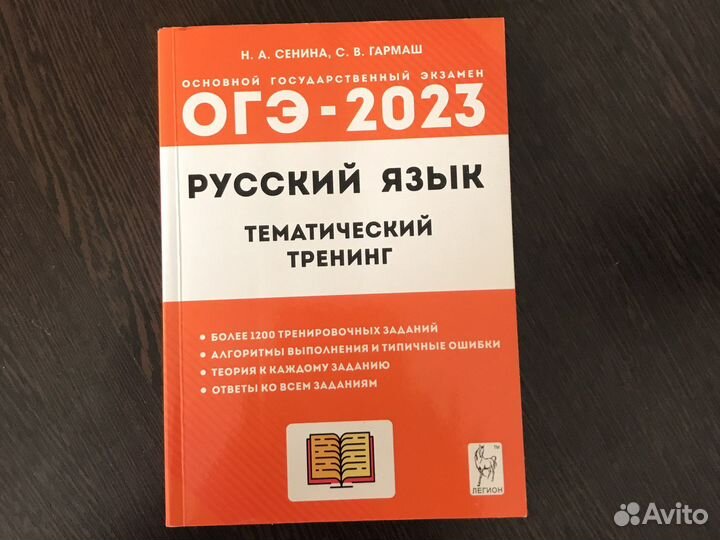 Н. А. СЕНИНА, С. В. ГАРМАШ
ОСНОВНОЙ ГОСУДАРСТВЕННЫЙ ЭКЗАМЕН
ОГЭ - 2023
РУССКИЙ ЯЗЫК
ТЕМАТИЧЕСКИЙ
ТРЕНИНГ
• БОЛЕЕ 1200 ТРЕНИРОВОЧНЫХ ЗАДАНИЙ
• АЛГОРИТМЫ ВЫПОЛНЕНИЯ И ТИПИЧНЫЕ ОШИБКИ
• ТЕОРИЯ К КАЖДОМУ ЗАДАНИЮ
• ОТВЕТЫ КО ВСЕМ ЗАДАНИЯМ
TM
ЛЕГИОН
Avito